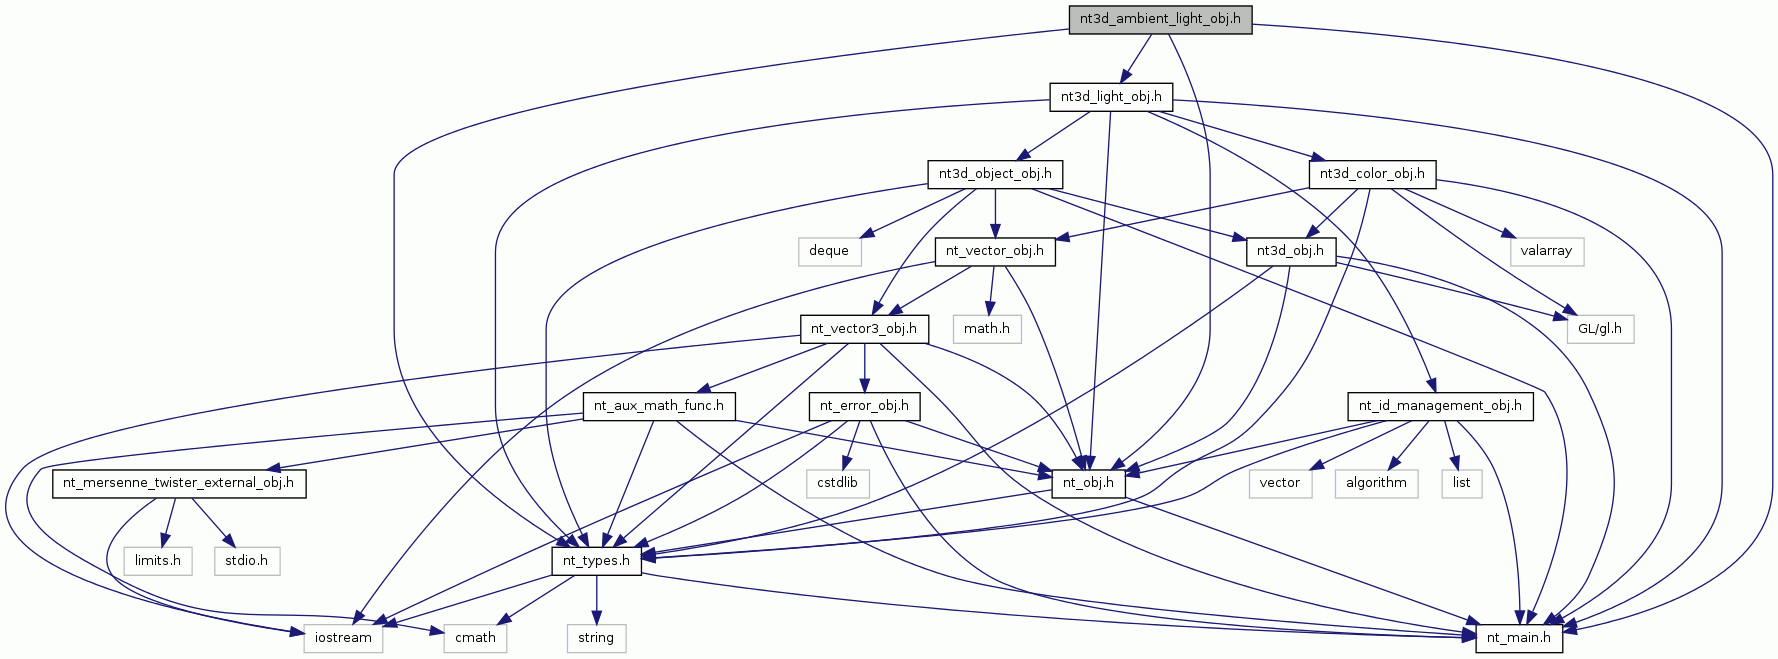 nt3d_ambient_light_obj.h
nt3d_light_obj.h
nt3d_object_obj.h
nt3d_color_obj.h
deque
nt_vector_obj.h
nt3d_obj.h
valarray
nt_vector3_obj.h
math.h
GL/gl.h
nt_aux_math_func.h
nt_error_obj.h
nt_id_management_obj.h
nt_mersenne_twister_external_obj.h
cstdlib
nt_obj.h
vector
algorithm
list
limits.h
stdio.h
nt_types.h
iostream
cmath
string
nt_main.h